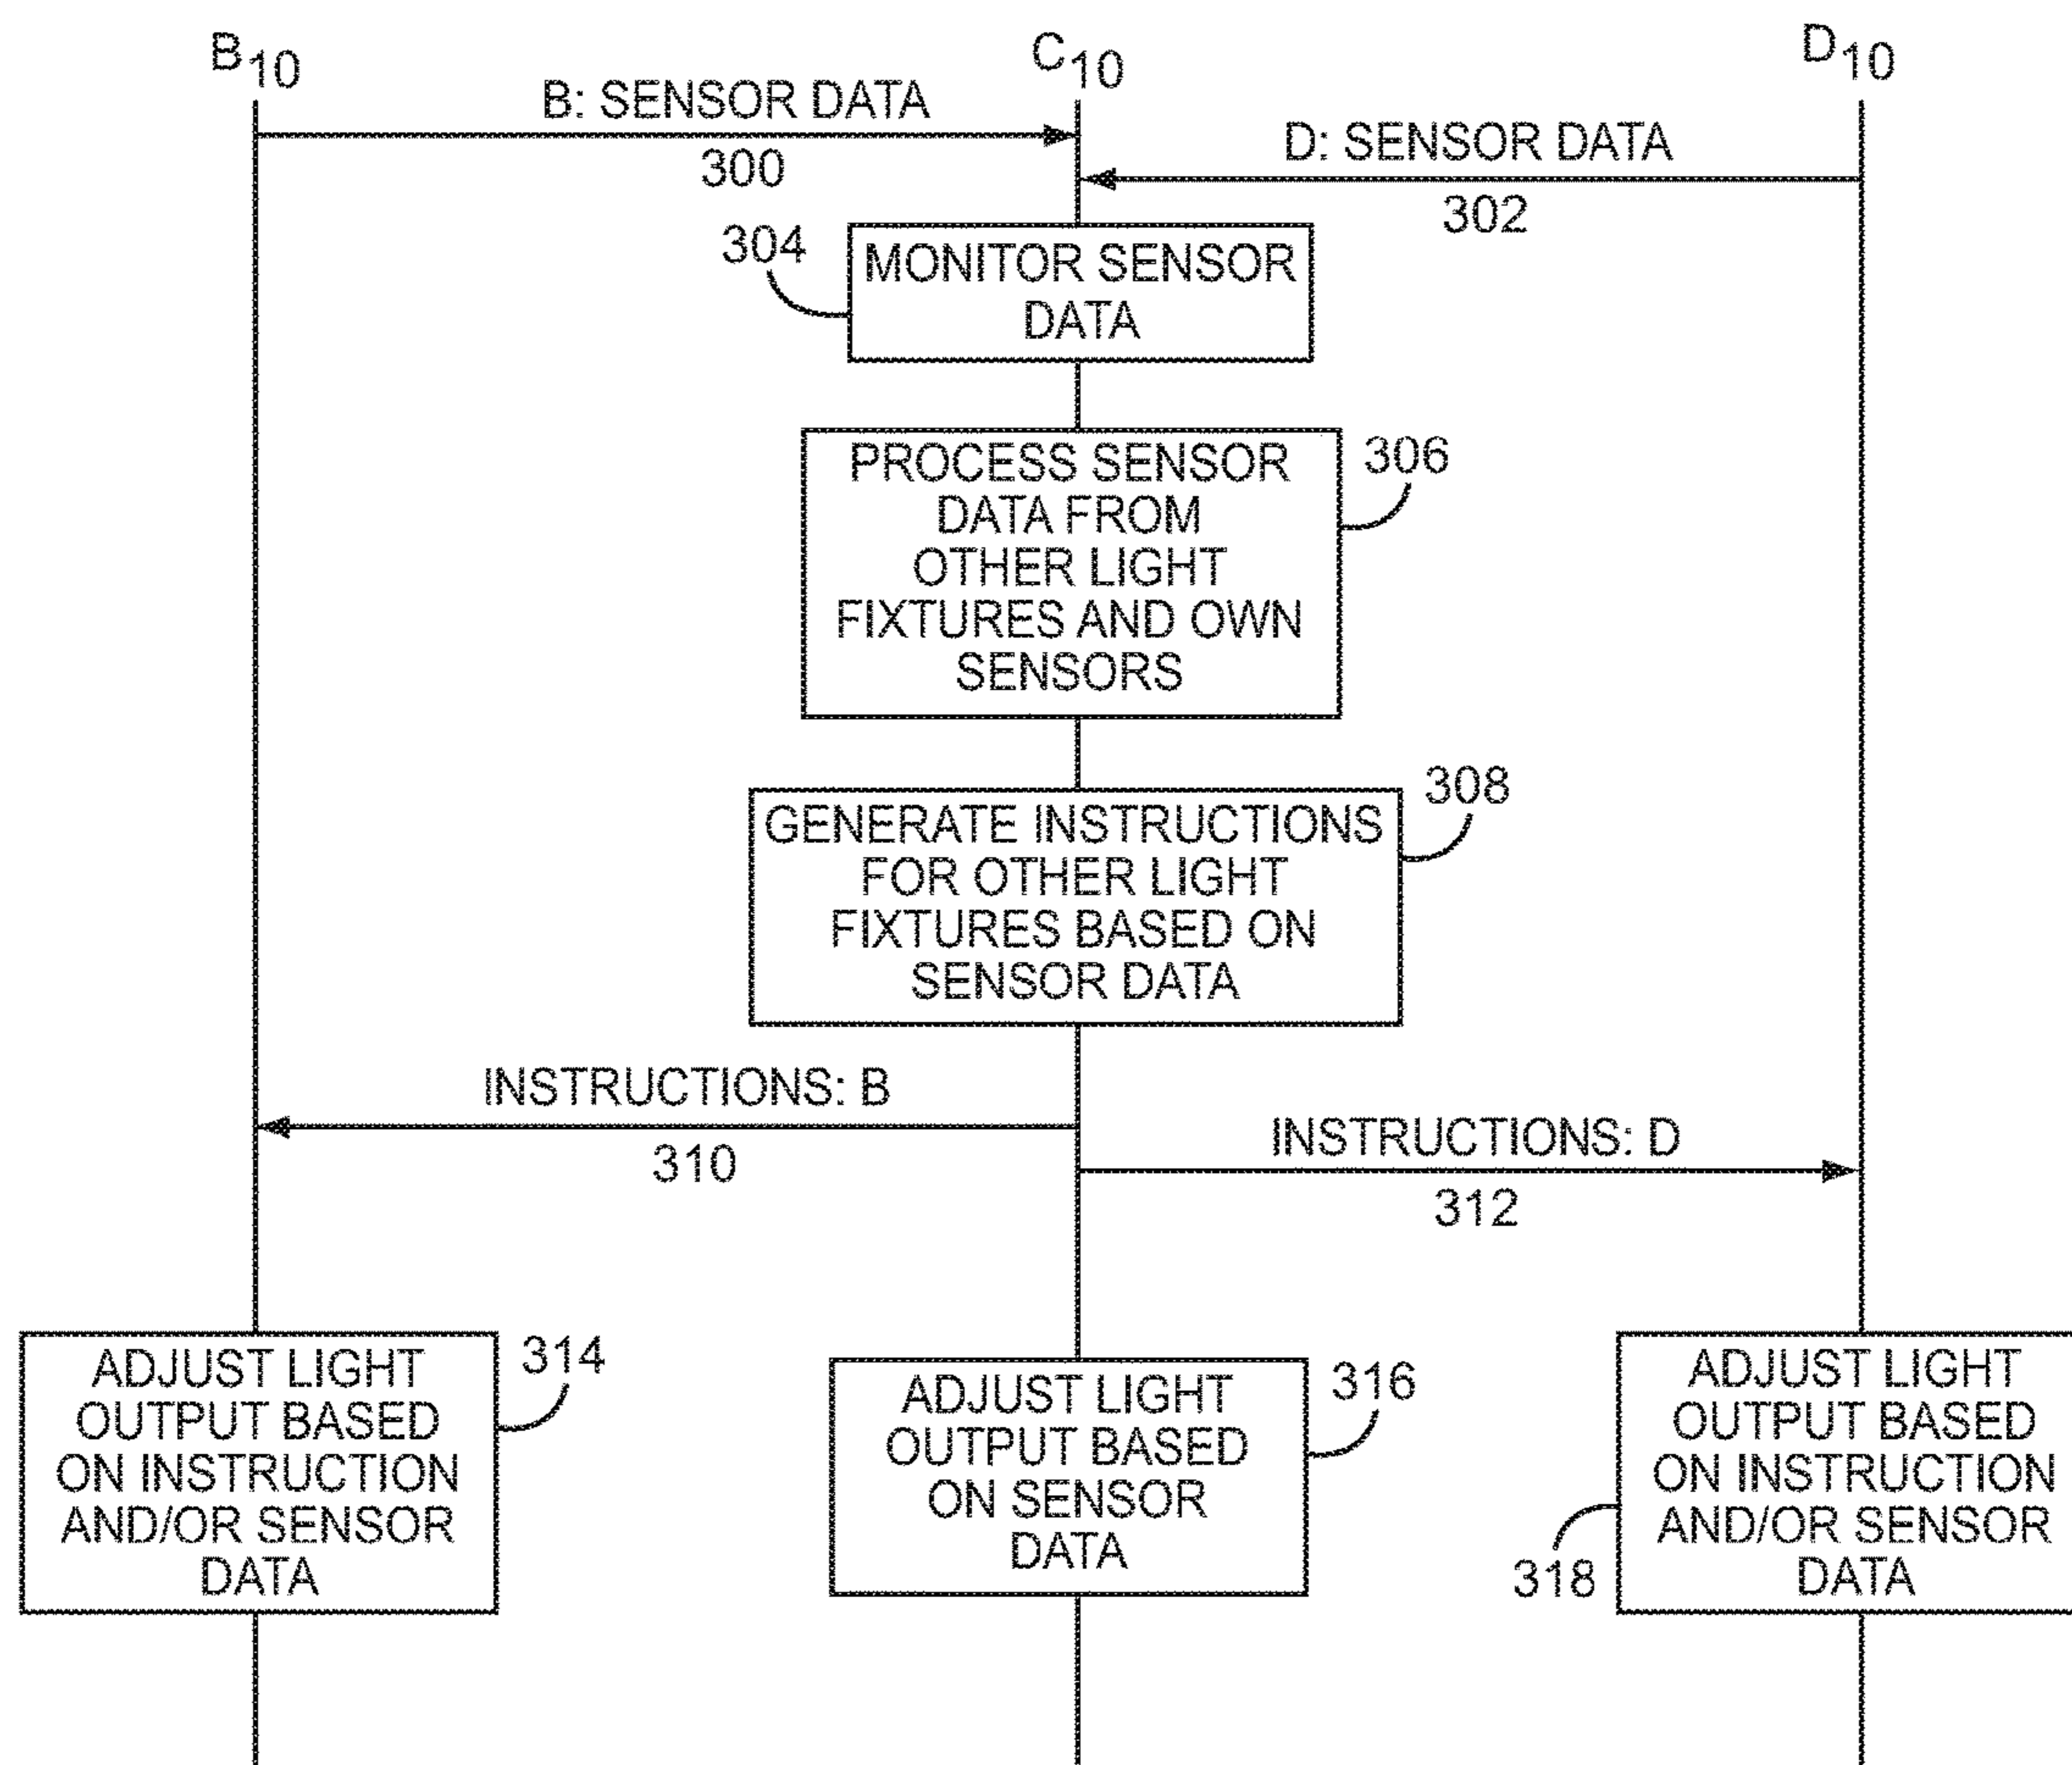 B10
C10
D10
B: SENSOR DATA
300
D: SENSOR DATA
302
304
MONITOR SENSOR
DATA
PROCESS SENSOR
DATA FROM
OTHER LIGHT
FIXTURES AND OWN
SENSORS
306
GENERATE INSTRUCTIONS
FOR OTHER LIGHT
FIXTURES BASED ON
SENSOR DATA
308
INSTRUCTIONS: B
310
INSTRUCTIONS: D
312
ADJUST LIGHT
OUTPUT BASED
ON INSTRUCTION
AND/OR SENSOR
DATA
314
ADJUST LIGHT
OUTPUT BASED
ON SENSOR
DATA
316
ADJUST LIGHT
OUTPUT BASED
ON INSTRUCTION
AND/OR SENSOR
DATA
318